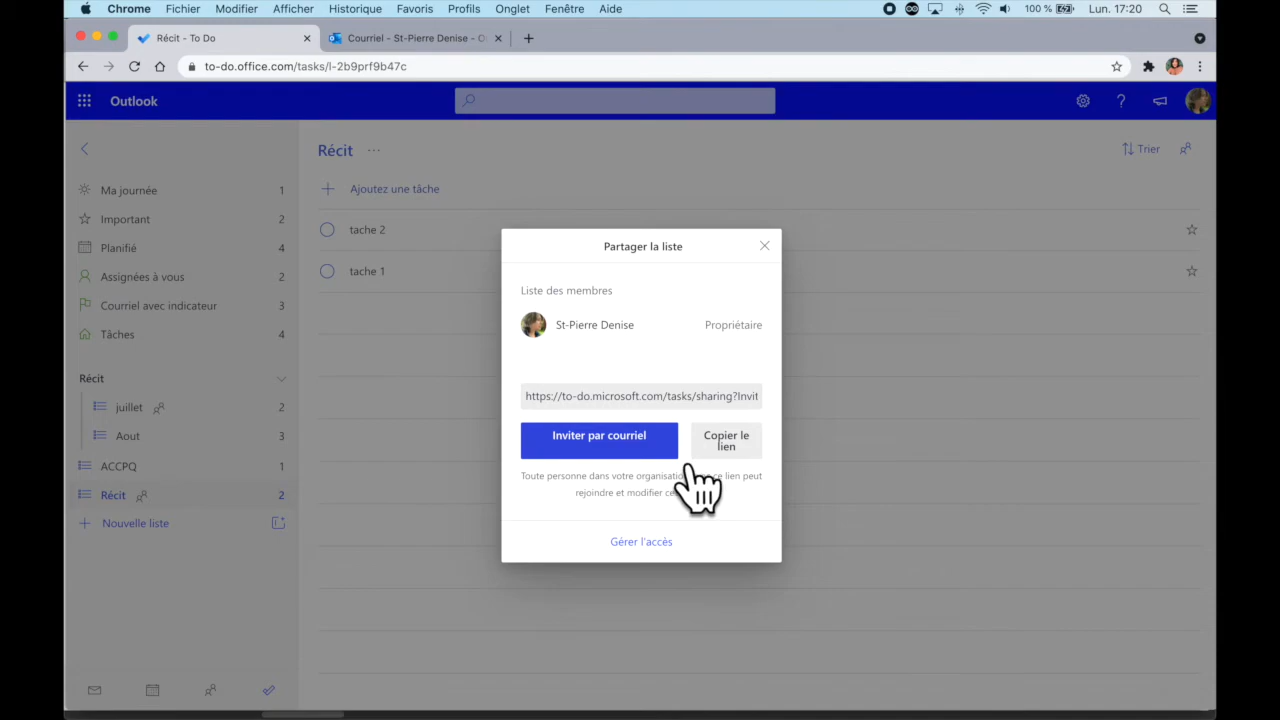 Chrome Fichier Modifier Afficher Historique Favoris Profils Onglet Fenêtre Aide 100 % Lun. 17:20
Récit - To Do
Courriel - St-Pierre Denise - O
to-do.office.com/tasks/l-2b9prf9b47c
Outlook
Récit ...
Trier
Ma journée 1
Ajoutez une tâche
Important 2
tache 2
Planifié 4
Assignées à vous 2
tache 1
Courriel avec indicateur 3
Tâches 4
Récit
juillet 2
Aout 3
ACCPQ 1
Récit 2
Nouvelle liste
Partager la liste
Liste des membres
St-Pierre Denise Propriétaire
https://to-do.microsoft.com/tasks/sharing?Invit
Inviter par courriel
Copier le
lien
Toute personne dans votre organisatio ce lien peut
rejoindre et modifier
Gérer l'accès